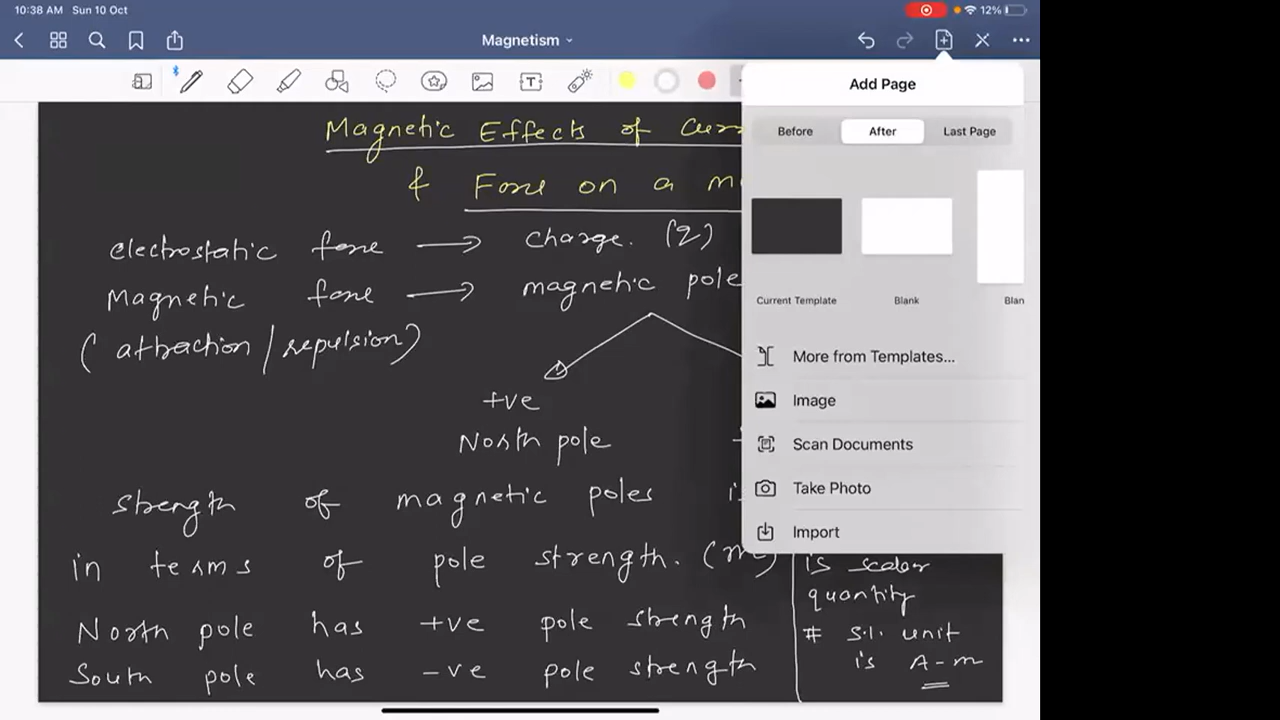 10:38 AM Sun 10 Oct
12%
Magnetism
T
Add Page
Before After Last Page
Magnetic Effects of Curr
& Force on a m
electrostatic force → charge. (q)
Magnetic force → magnetic pole
(attraction/repulsion)
+ve
North pole
strength of magnetic poles is
in terms of pole strength. (m)
North pole has +ve pole strength
South pole has -ve pole strength
is scalar
quantity
# S.I. unit
is A-m
Current Template Blank Blan
More from Templates...
Image
Scan Documents
Take Photo
Import